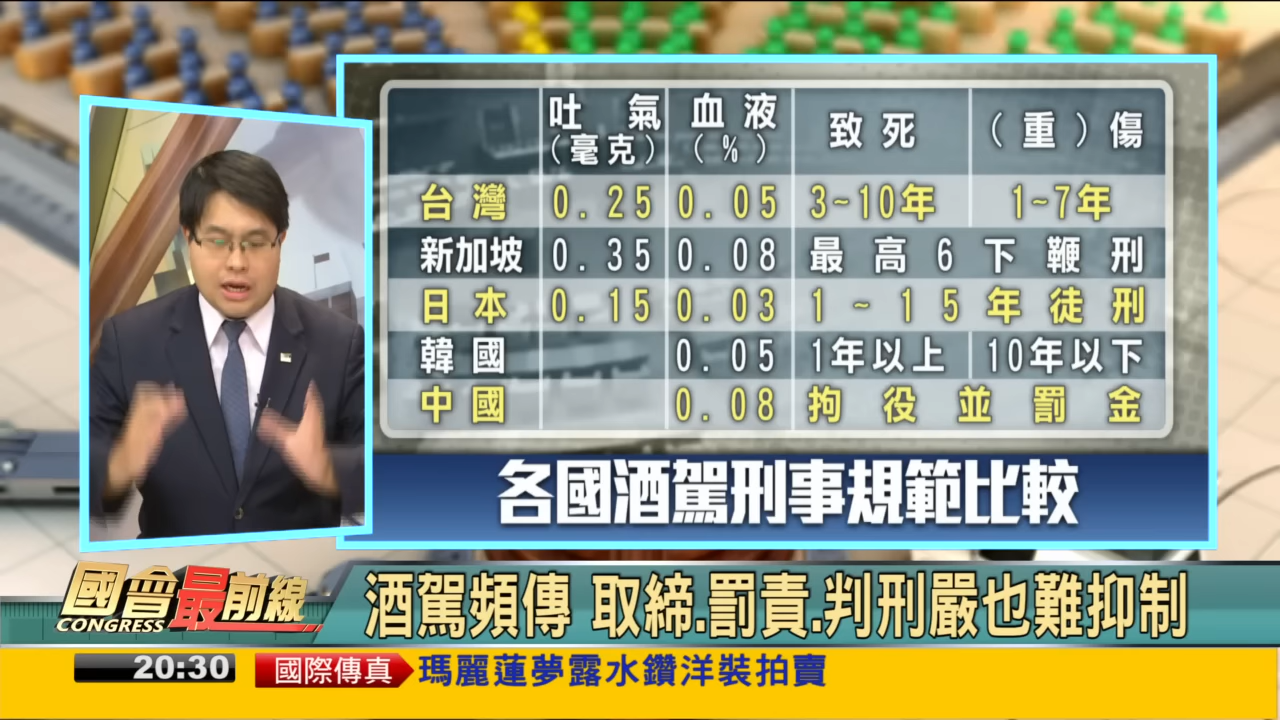 吐氣 血液 致死 (重)傷
(毫克) (%)
台灣 0.25 0.05 3~10年 1~7年
新加坡 0.35 0.08 最高6下鞭刑
日本 0.15 0.03 1~15年徒刑
韓國 0.05 1年以上 10年以下
中國 0.08 拘役並罰金
各國酒駕刑事規範比較
國會最前線
CONGRESS
酒駕頻傳 取締.罰責.判刑嚴也難抑制
20:30 國際傳真 瑪麗蓮夢露水鑽洋裝拍賣